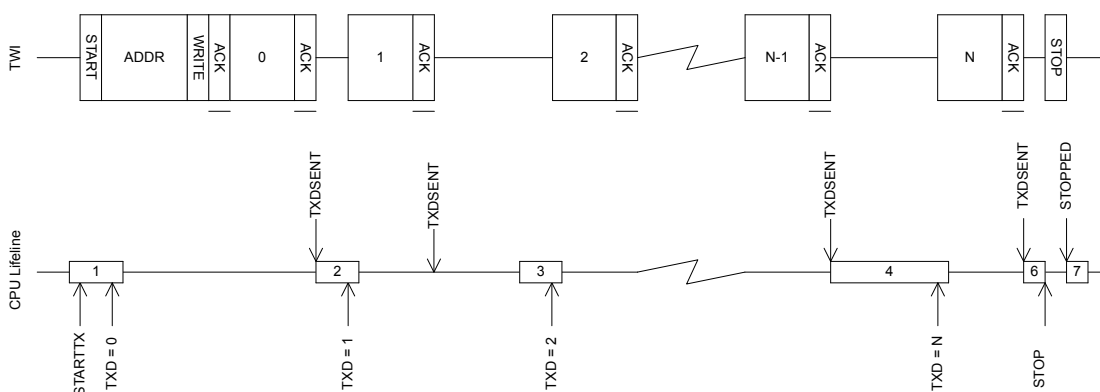 TWI
START
ADDR
WRITE
ACK
0
ACK
1
ACK
2
ACK
N-1
ACK
N
ACK
STOP
CPU Lifeline
TXDSENT
TXDSENT
TXDSENT
TXDSENT
STOPPED
1
2
3
4
6
7
STARTTX
TXD = 0
TXD = 1
TXD = 2
TXD = N
STOP